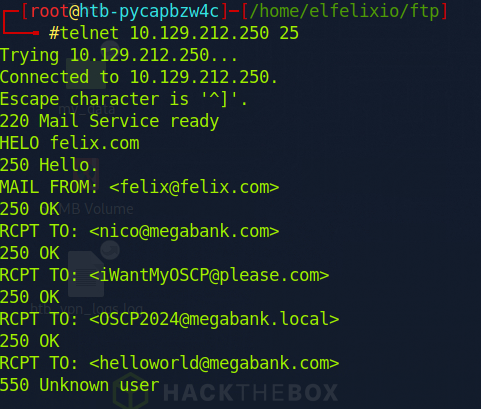 [root@htb-pycapbzw4c]-[/home/elfelixio/ftp]
#telnet 10.129.212.250 25
Trying 10.129.212.250...
Connected to 10.129.212.250.
Escape character is '^]'.
220 Mail Service ready
HELO felix.com
250 Hello.
MAIL FROM: <felix@felix.com>
250 OK
MB Volume
RCPT TO: <nico@megabank.com>
250 OK
RCPT TO: <iWantMyOSCP@please.com>
250 OK
RCPT TO: <OSCP2024@megabank.local>
250 OK
RCPT TO: <helloworld@megabank.com>
550 Unknown user
HACKTHEBOX